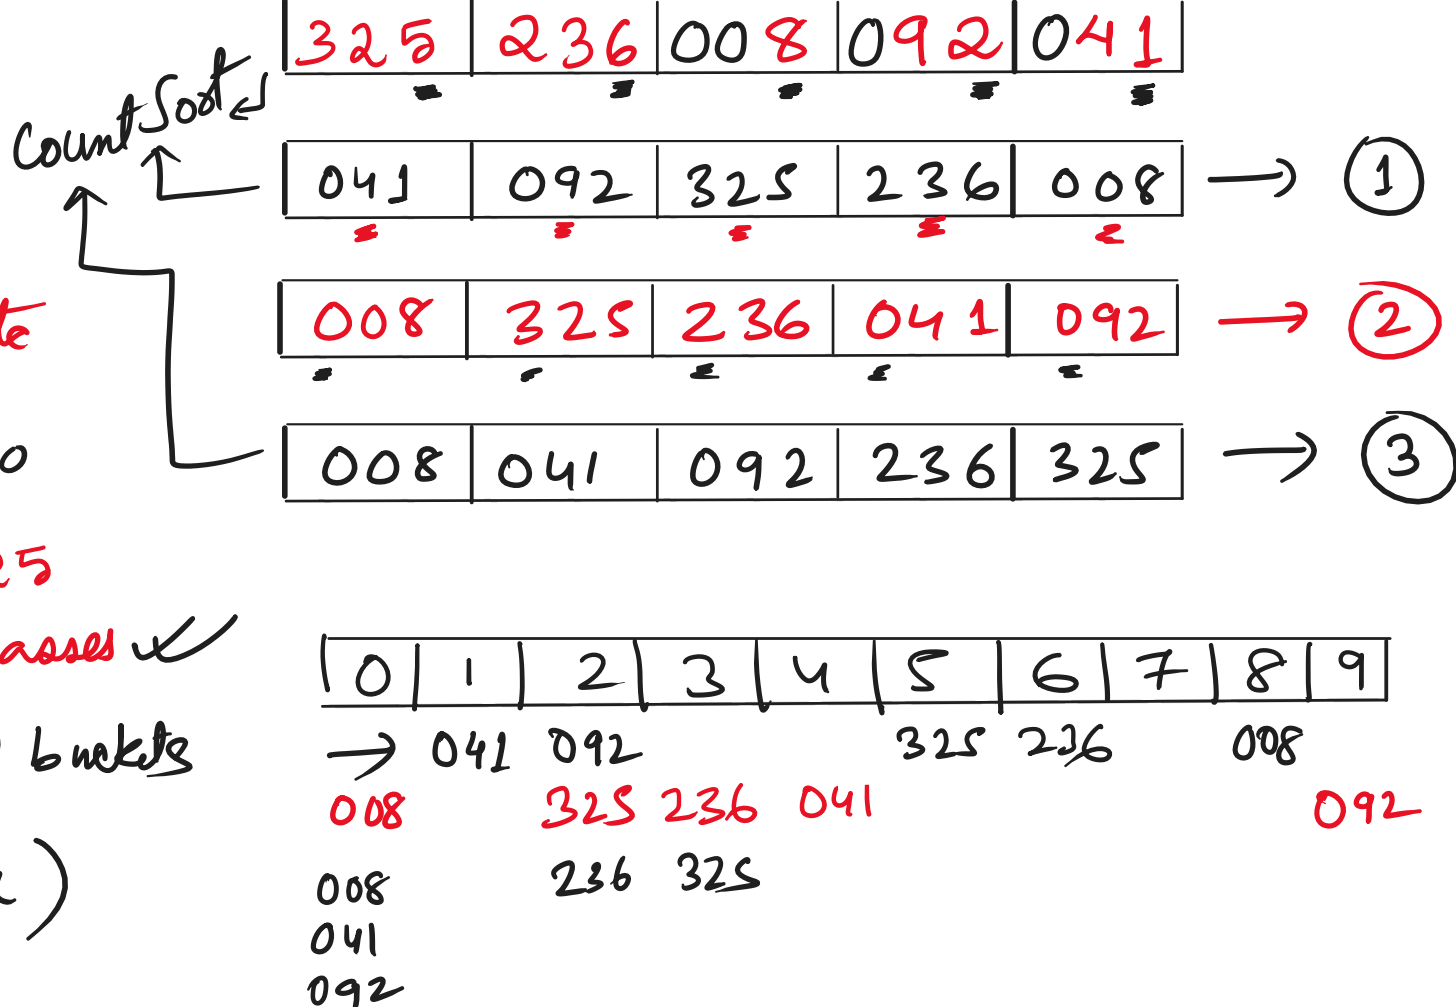 325 236 008 092 041
Count Sort
041 092 325 236 008 → 1
008 325 236 041 092 → 2
008 041 092 236 325 → 3
25
asses ✓
0 1 2 3 4 5 6 7 8 9
buckets → 041 092 325 236 008
008 325 236 041 092
008 236 325
)
041
092